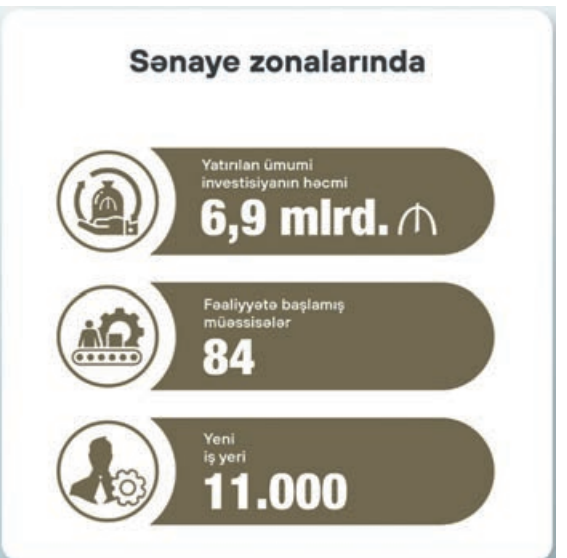 Sənaye zonalarında
Yatırılan ümumi
investisiyanın həcmi
6,9 mlrd. ₼
Fəaliyyətə başlamış
müəssisələr
84
Yeni
iş yeri
11.000